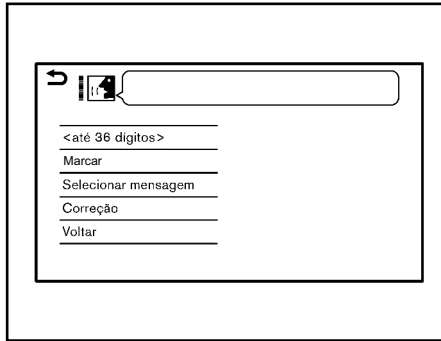 <até 36 dígitos>
Marcar
Selecionar mensagem
Correção
Voltar